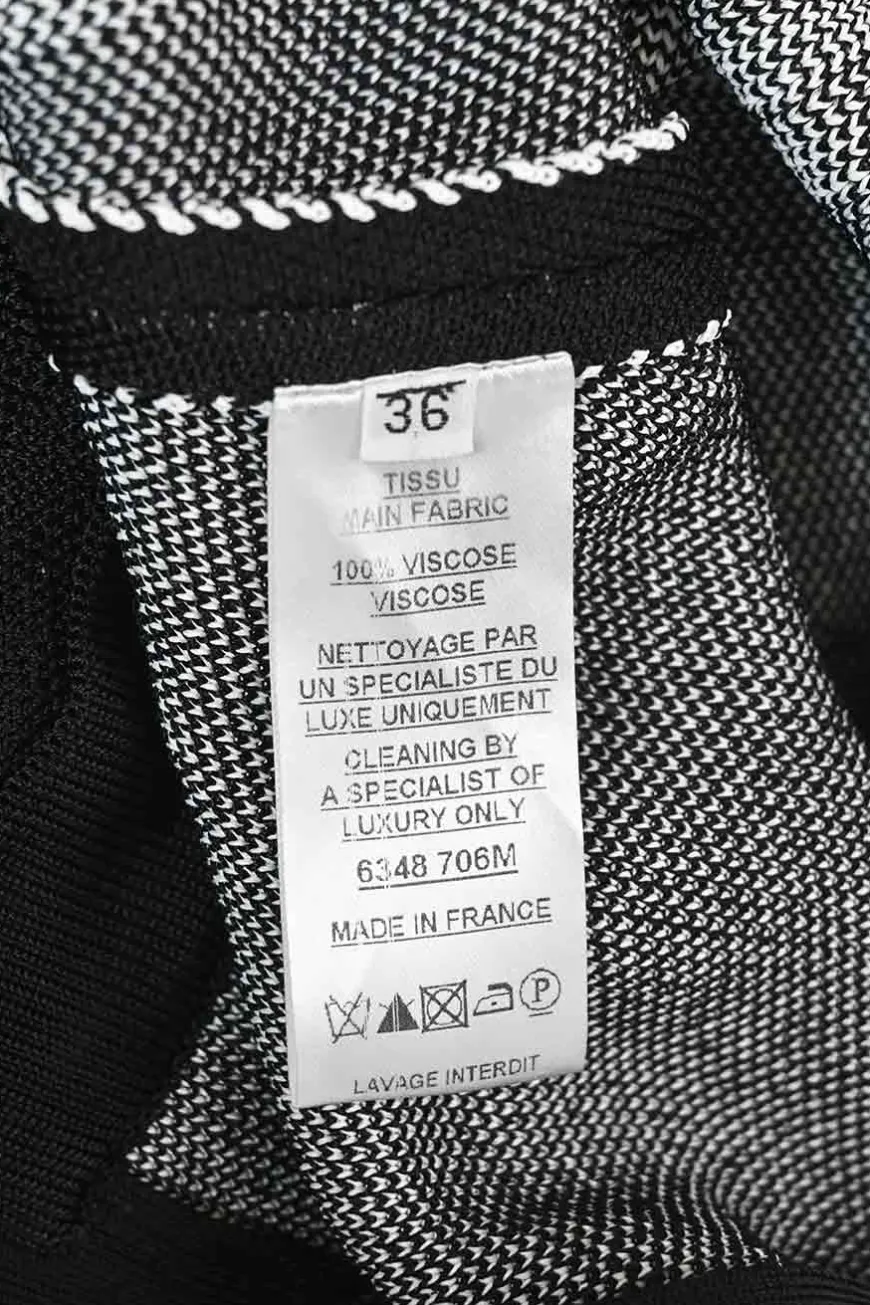 36
TISSU
MAIN FABRIC
100% VISCOSE
VISCOSE
NETTOYAGE PAR
UN SPECIALISTE DU
LUXE UNIQUEMENT
CLEANING BY
A SPECIALIST OF
LUXURY ONLY
6348 706M
MADE IN FRANCE
P
LAVAGE INTERDIT